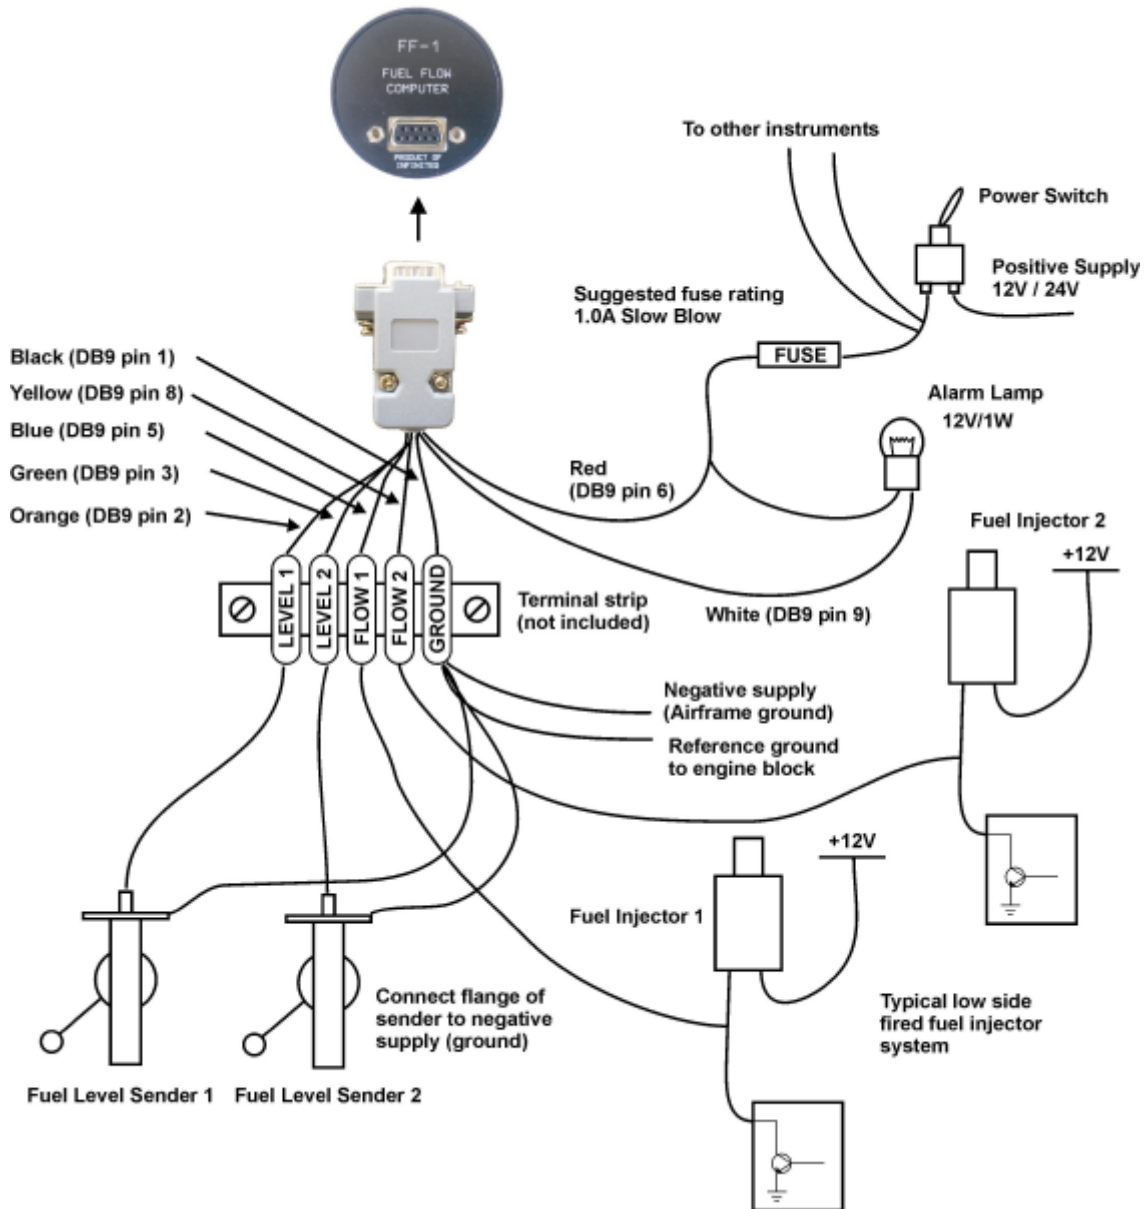 FF-1
FUEL FLOW
COMPUTER
PRODUCT OF
INFINITEQ
To other instruments
Power Switch
Positive Supply
12V / 24V
Suggested fuse rating
1.0A Slow Blow
FUSE
Black (DB9 pin 1)
Yellow (DB9 pin 8)
Blue (DB9 pin 5)
Green (DB9 pin 3)
Orange (DB9 pin 2)
Alarm Lamp
12V/1W
Red
(DB9 pin 6)
Fuel Injector 2
+12V
LEVEL 1
LEVEL 2
FLOW 1
FLOW 2
GROUND
Terminal strip
(not included)
White (DB9 pin 9)
Negative supply
(Airframe ground)
Reference ground
to engine block
+12V
Fuel Injector 1
Connect flange of
sender to negative
supply (ground)
Typical low side
fired fuel injector
system
Fuel Level Sender 1
Fuel Level Sender 2